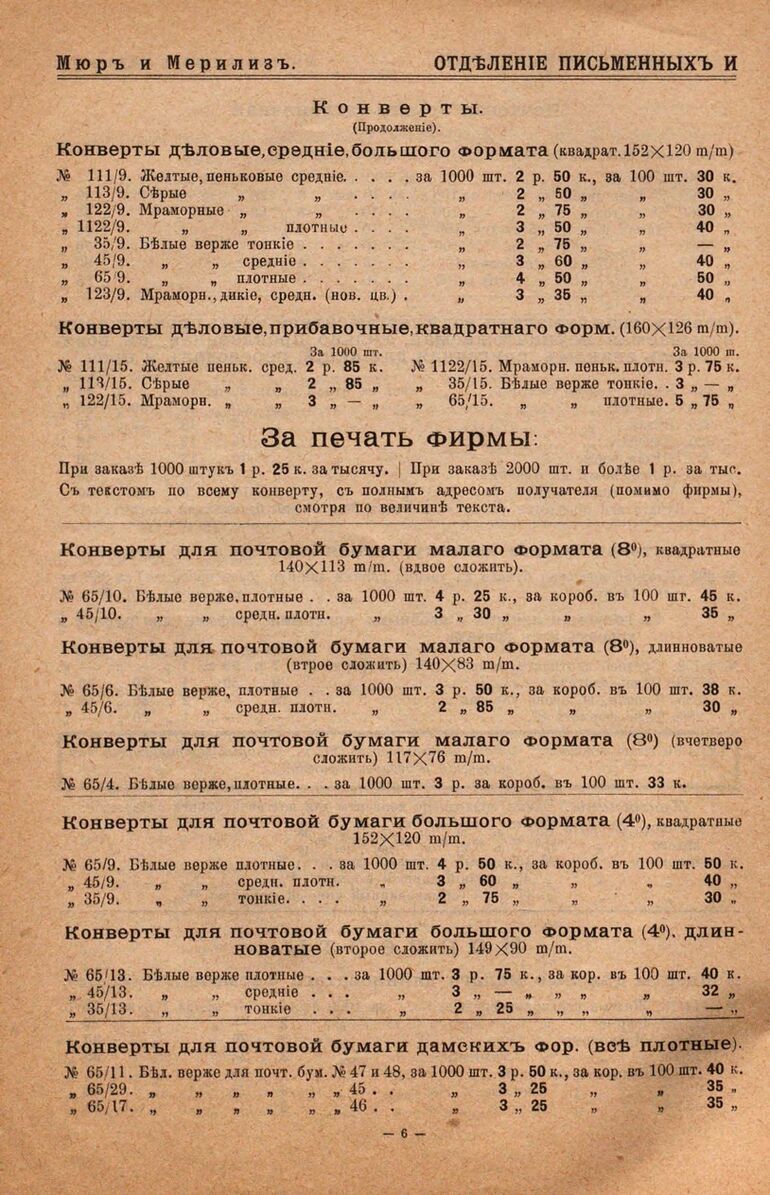 Мюръ и Мерилизъ. ОТДѢЛЕНІЕ ПИСЬМЕННЫХЪ И
Конверты.
(Продолженіе).
Конверты дѣловые, средніе, большого формата (квадрат. 152×120 m/m)
№ 111/9. Желтые, пеньковые средніе. . . . . за 1000 шт. 2 р. 50 к., за 100 шт. 30 к.
„ 113/9. Сѣрые „ „ . . . . „ 2 „ 50 „ „ 30 „
„ 122/9. Мраморные „ „ . . . . „ 2 „ 75 „ „ 30 „
„ 1122/9. „ „ плотные . . . . „ 3 „ 50 „ „ 40 „
„ 35/9. Бѣлые верже тонкіе . . . . . . . „ 2 „ 75 „ „ — „
„ 45/9. „ „ средніе . . . . . . . „ 3 „ 60 „ „ 40 „
„ 65/9. „ „ плотные . . . . . . . „ 4 „ 50 „ „ 50 „
„ 123/9. Мраморн., дикіе, средн. (нов. цв.) . „ 3 „ 35 „ „ 40 „
Конверты дѣловые, прибавочные, квадратнаго форм. (160×126 m/m).
За 1000 шт. За 1000 ш.
№ 111/15. Желтые пеньк. сред. 2 р. 85 к. № 1122/15. Мраморн. пеньк. плотн. 3 р. 75 к.
„ 113/15. Сѣрые „ „ 2 „ 85 „ „ 35/15. Бѣлые верже тонкіе. . 3 „ — „
„ 122/15. Мраморн. „ „ 3 „ — „ „ 65/15. „ „ плотные. 5 „ 75 „
За печать фирмы:
При заказѣ 1000 штукъ 1 р. 25 к. за тысячу. | При заказѣ 2000 шт. и болѣе 1 р. за тыс.
Съ текстомъ по всему конверту, съ полнымъ адресомъ получателя (помимо фирмы),
смотря по величинѣ текста.
Конверты для почтовой бумаги малаго формата (8⁰), квадратные
140×113 m/m. (вдвое сложить).
№ 65/10. Бѣлые верже, плотные . . за 1000 шт. 4 р. 25 к., за короб. въ 100 шт. 45 к.
„ 45/10. „ „ средн. плотн. „ 3 „ 30 „ „ „ 35 „
Конверты для почтовой бумаги малаго формата (8⁰), длинноватые
(втрое сложить) 140×83 m/m.
№ 65/6. Бѣлые верже, плотные . . за 1000 шт. 3 р. 50 к., за короб. въ 100 шт. 38 к.
„ 45/6. „ „ средн. плотн. „ 2 „ 85 „ „ „ 30 „
Конверты для почтовой бумаги малаго формата (8⁰) (вчетверо
сложить) 117×76 m/m.
№ 65/4. Бѣлые верже, плотные. . . за 1000 шт. 3 р. за короб. въ 100 шт. 33 к.
Конверты для почтовой бумаги большого формата (4⁰), квадратные
152×120 m/m.
№ 65/9. Бѣлые верже плотные. . . за 1000 шт. 4 р. 50 к., за короб. въ 100 шт. 50 к.
„ 45/9. „ „ средн. плотн. „ 3 „ 60 „ „ „ 40 „
„ 35/9. „ „ тонкіе. . . . „ 2 „ 75 „ „ „ 30 „
Конверты для почтовой бумаги большого формата (4⁰). длин-
новатые (второе сложить) 149×90 m/m.
№ 65/13. Бѣлые верже плотные . . . за 1000 шт. 3 р. 75 к., за кор. въ 100 шт. 40 к.
„ 45/13. „ „ средніе . . . „ 3 „ — „ „ „ „ 32 „
„ 35/13. „ „ тонкіе . . . „ 2 „ 25 „ „ „ „ — „
Конверты для почтовой бумаги дамскихъ фор. (всѣ плотные).
№ 65/11. Бѣл. верже для почт. бум. № 47 и 48, за 1000 шт. 3 р. 50 к., за кор. въ 100 шт. 40 к.
„ 65/29. „ „ „ „ „ „ 45 . . „ 3 „ 25 „ „ 35 „
„ 65/17. „ „ „ „ „ „ 46 . . „ 3 „ 25 „ „ 35 „
— 6 —